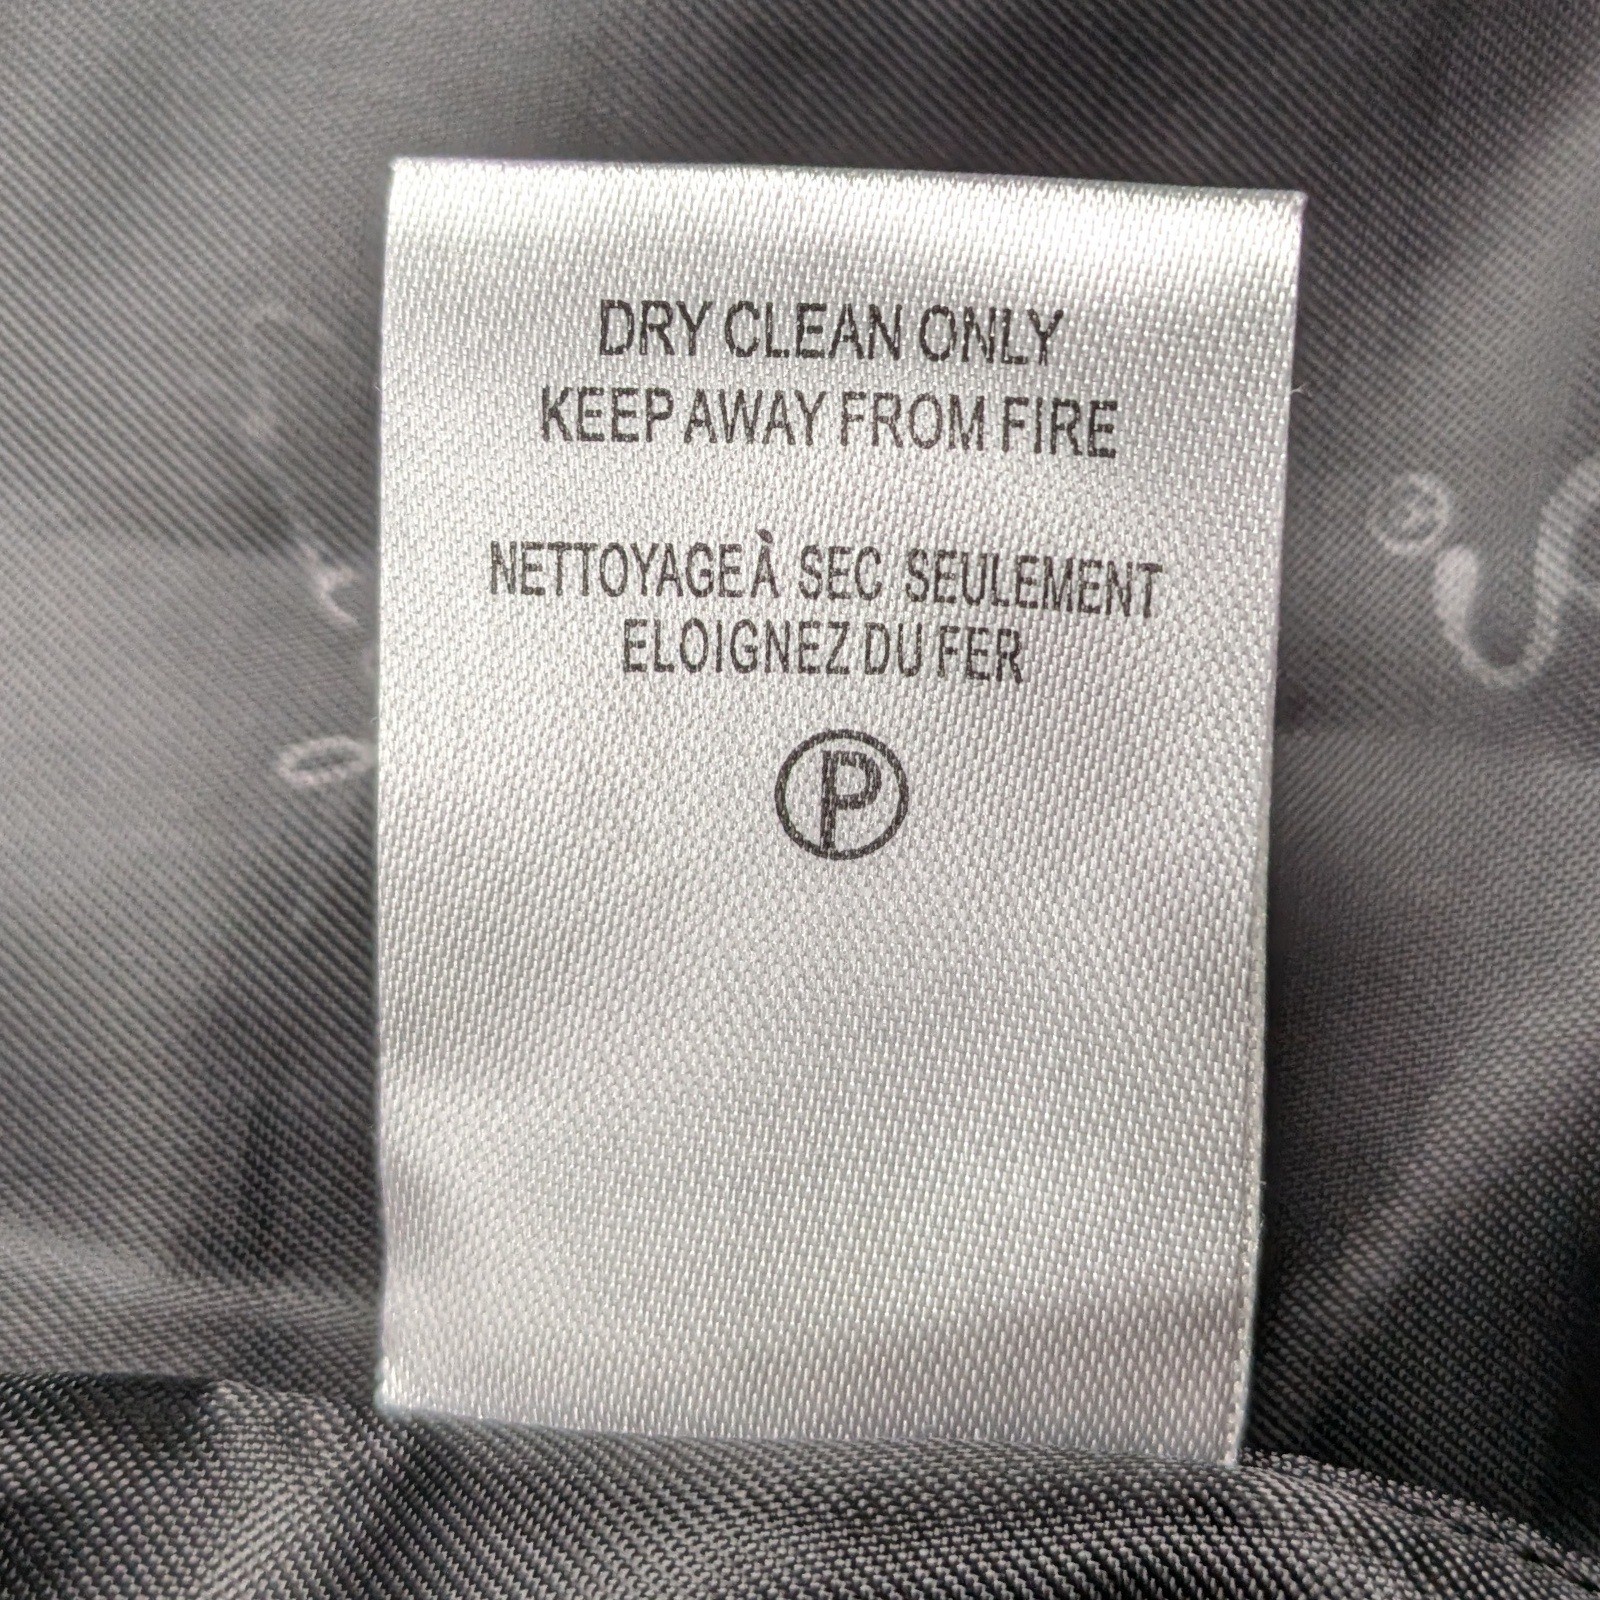 DRY CLEAN ONLY
KEEP AWAY FROM FIRE
NETTOYAGE À SEC SEULEMENT
ELOIGNEZ DU FER
P